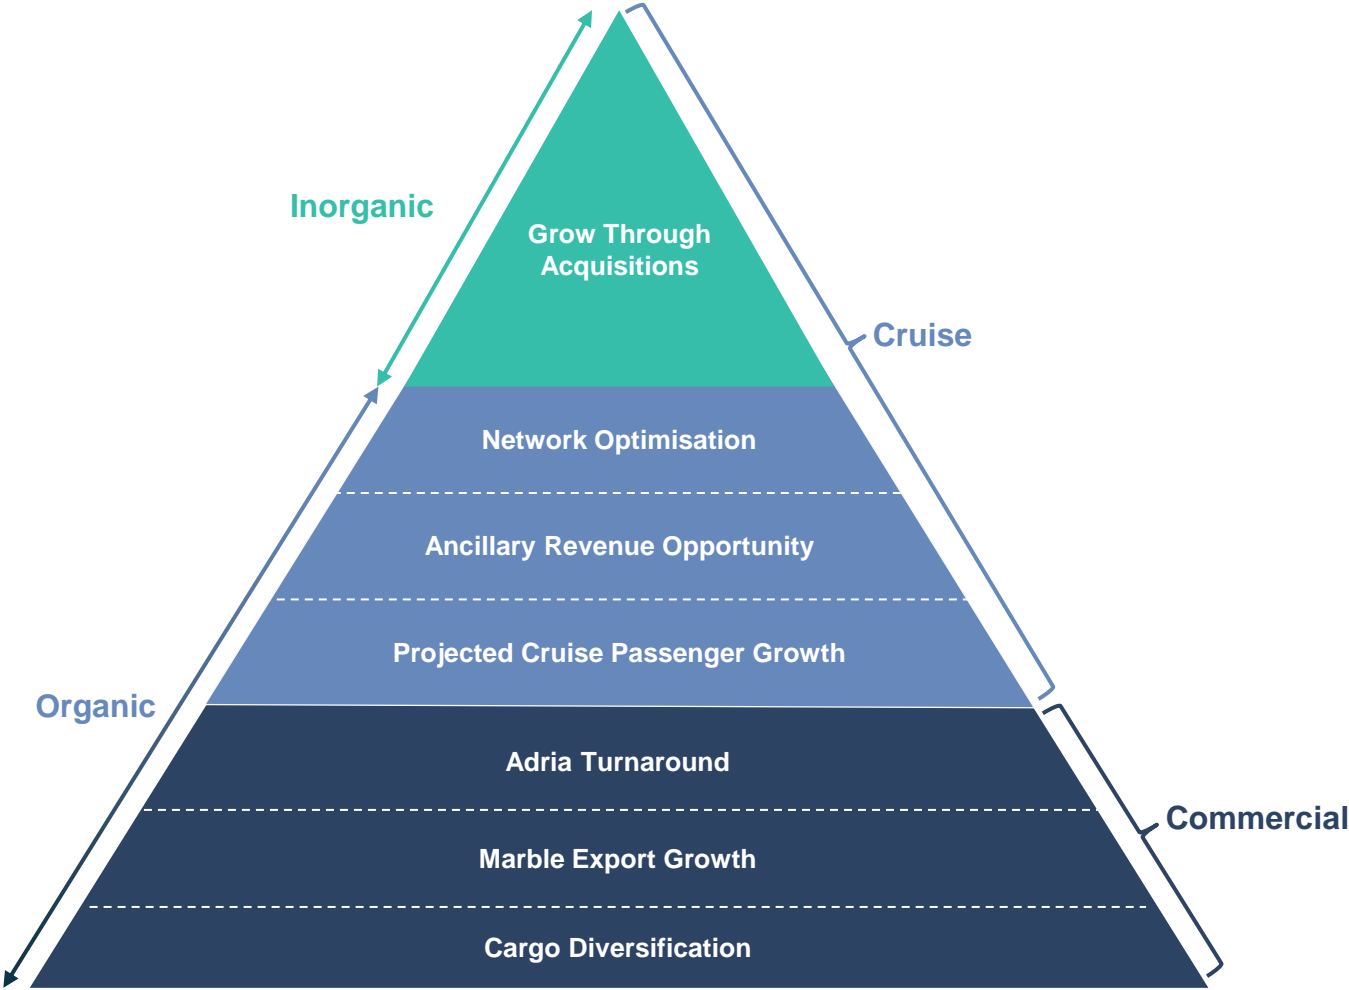 Inorganic
Grow Through
Acquisitions
Cruise
Network Optimisation
Ancillary Revenue Opportunity
Projected Cruise Passenger Growth
Organic
Adria Turnaround
Commercial
Marble Export Growth
Cargo Diversification